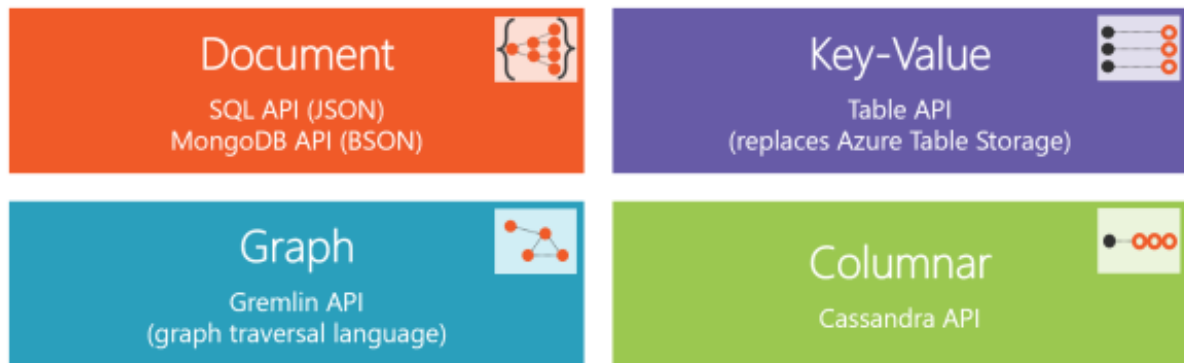 Document
SQL API (JSON)
MongoDB API (BSON)
Key-Value
Table API
(replaces Azure Table Storage)
Graph
Gremlin API
(graph traversal language)
Columnar
Cassandra API